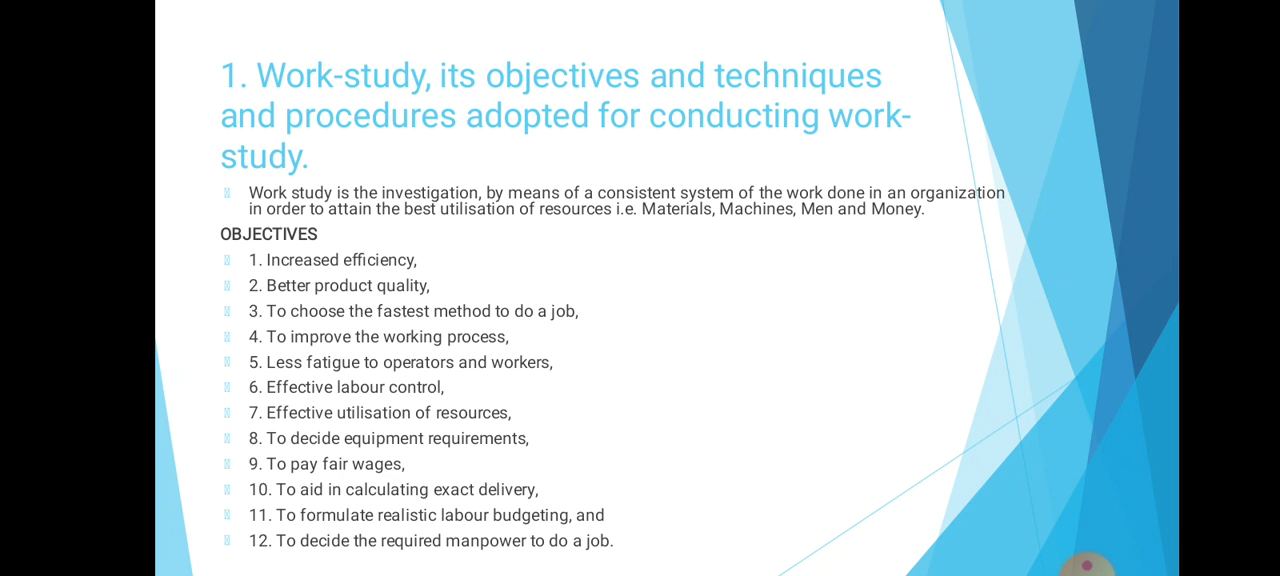 1. Work-study, its objectives and techniques
and procedures adopted for conducting work-
study.
Work study is the investigation, by means of a consistent system of the work done in an organization
in order to attain the best utilisation of resources i.e. Materials, Machines, Men and Money.
OBJECTIVES
1. Increased efficiency,
2. Better product quality,
3. To choose the fastest method to do a job,
4. To improve the working process,
5. Less fatigue to operators and workers,
6. Effective labour control,
7. Effective utilisation of resources,
8. To decide equipment requirements,
9. To pay fair wages,
10. To aid in calculating exact delivery,
11. To formulate realistic labour budgeting, and
12. To decide the required manpower to do a job.